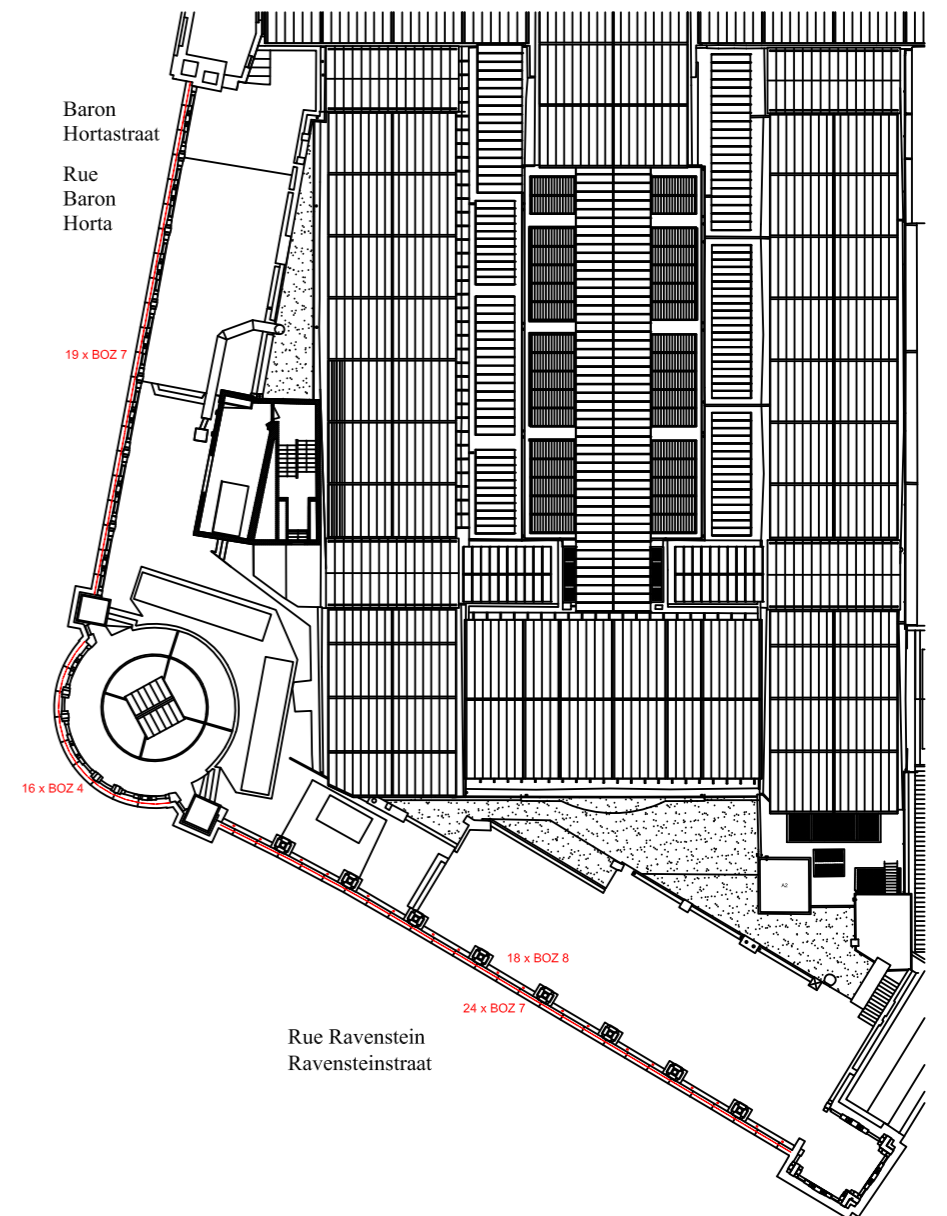 Baron
Hortastraat
Rue
Baron
Horta
19 x BOZ 7
16 x BOZ 4
A2
18 x BOZ 8
24 x BOZ 7
Rue Ravenstein
Ravensteinstraat